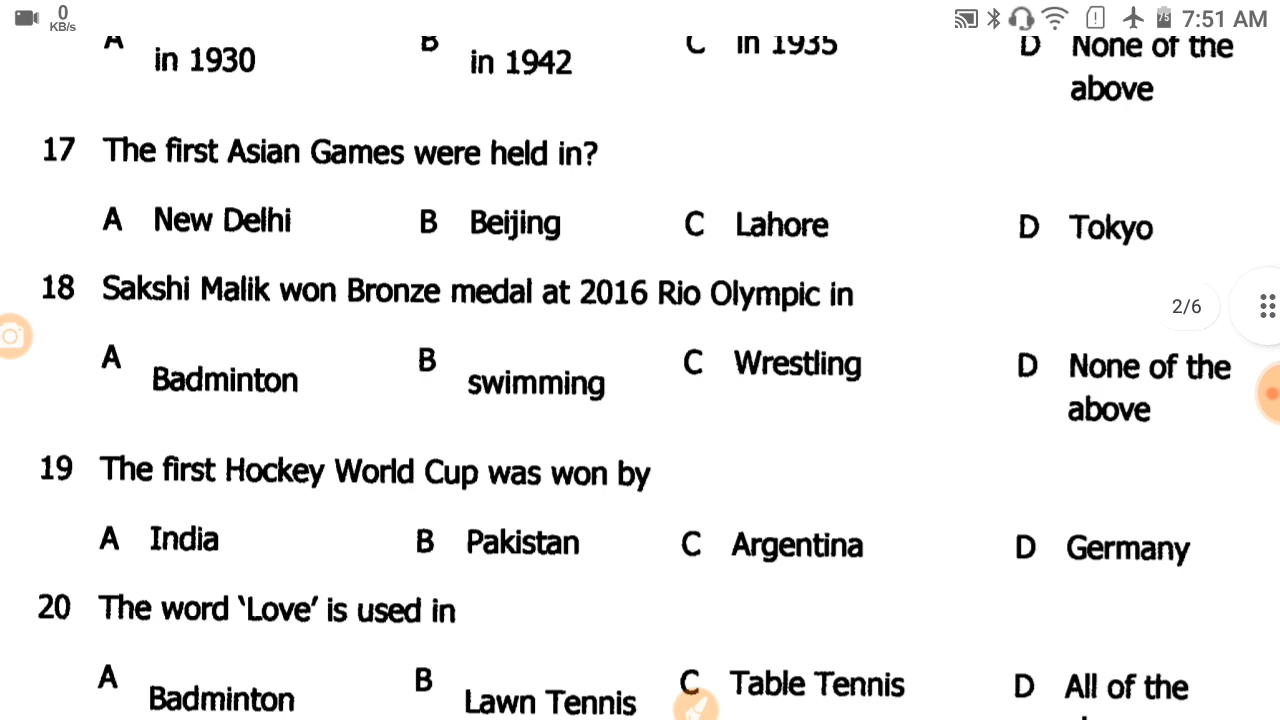 0
KB/s
75 7:51 AM
A in 1930 B in 1942 C in 1935 D None of the
above
17 The first Asian Games were held in?
A New Delhi B Beijing C Lahore D Tokyo
18 Sakshi Malik won Bronze medal at 2016 Rio Olympic in
2/6
A Badminton B swimming C Wrestling D None of the
above
19 The first Hockey World Cup was won by
A India B Pakistan C Argentina D Germany
20 The word ‘Love’ is used in
A Badminton B Lawn Tennis C Table Tennis D All of the